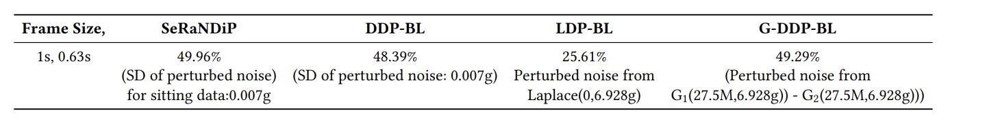 Frame Size, SeRaNDiP DDP-BL LDP-BL G-DDP-BL
1s, 0.63s 49.96% 48.39% 25.61% 49.29%
(SD of perturbed noise) (SD of perturbed noise: 0.007g) Perturbed noise from (Perturbed noise from
for sitting data:0.007g Laplace(0,6.928g) G₁(27.5M,6.928g)) - G₂(27.5M,6.928g)))